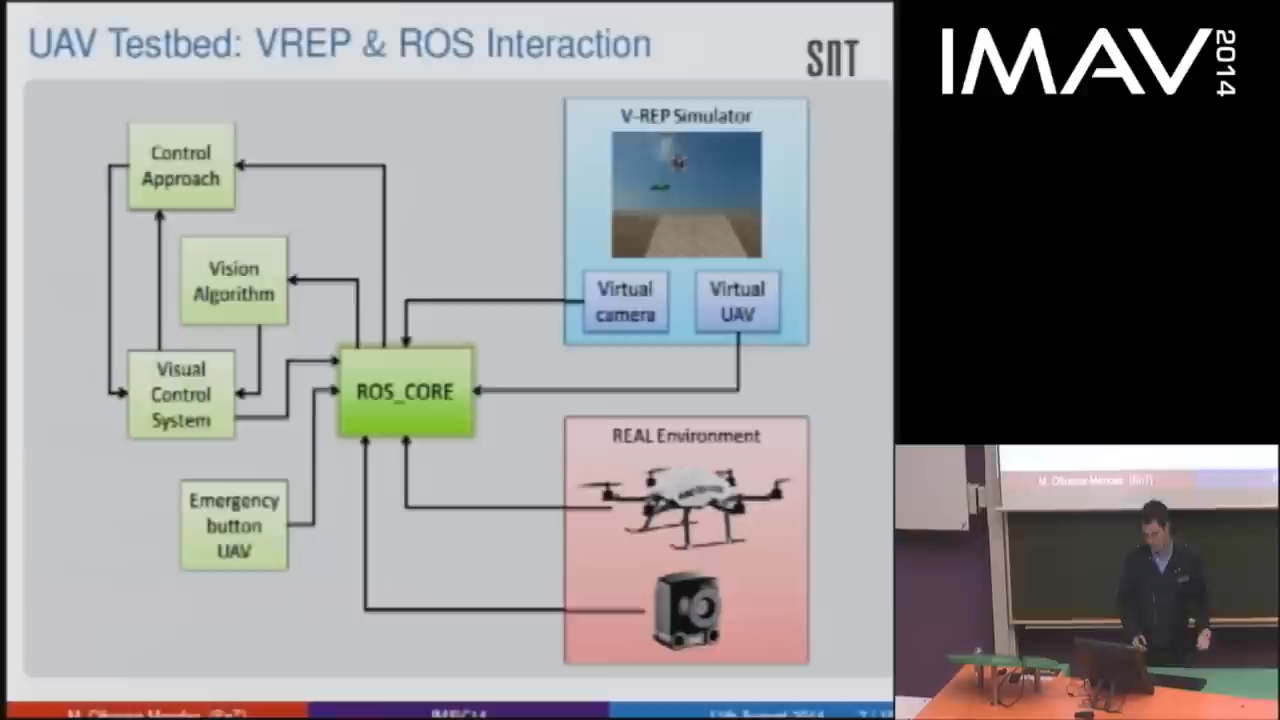 UAV Testbed: VREP & ROS Interaction
SNT
IMAV
2014
Control
Approach
V-REP Simulator
Vision
Algorithm
Virtual
camera
Virtual
UAV
Visual
Control
System
ROS_CORE
REAL Environment
Emergency
button
UAV